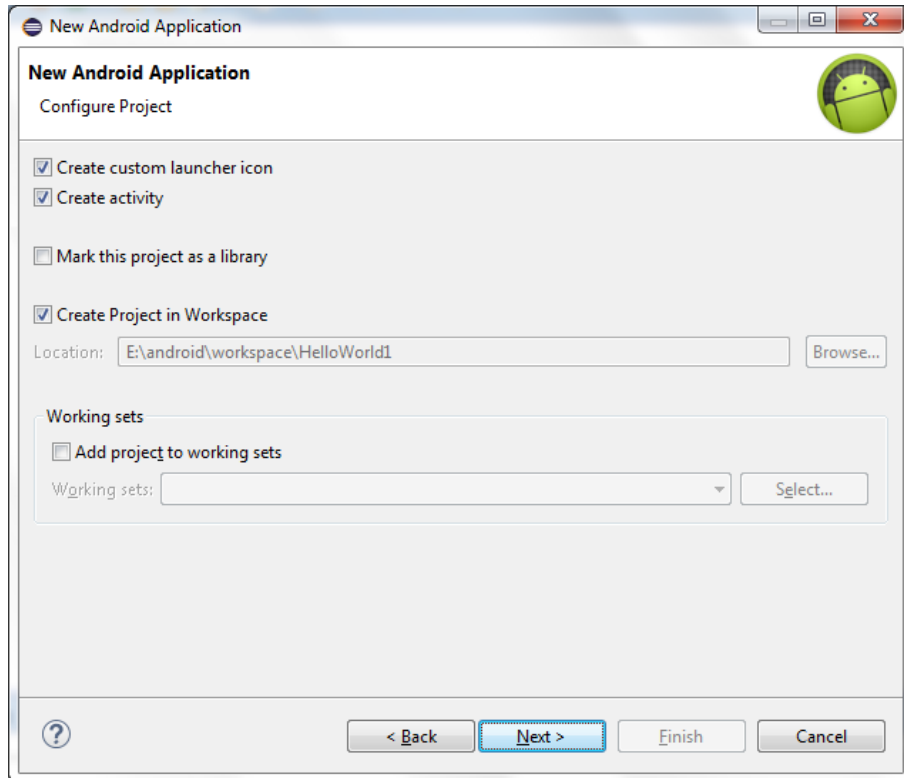 New Android Application
New Android Application
Configure Project
Create custom launcher icon
Create activity
Mark this project as a library
Create Project in Workspace
Location: E:\android\workspace\HelloWorld1 Browse...
Working sets
Add project to working sets
Working sets: Select...
? < Back Next > Finish Cancel